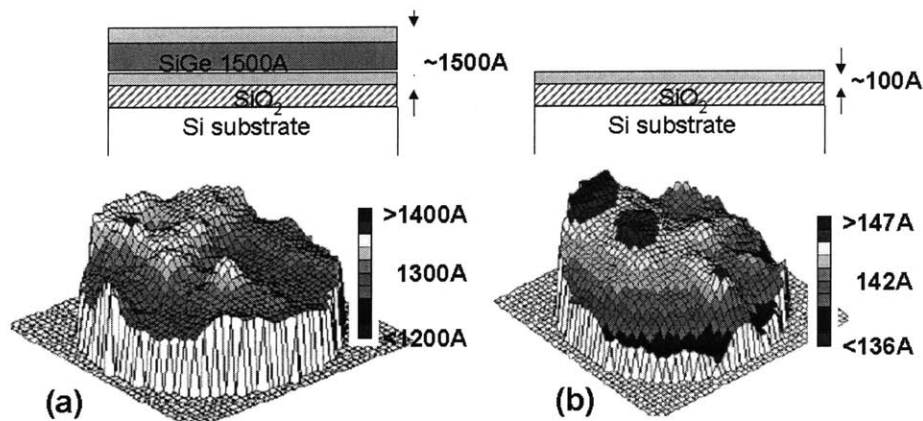 SiGe 1500A
~1500A
SiO2
Si substrate
~100A
SiO2
Si substrate
>1400A
1300A
<1200A
(a)
>147A
142A
<136A
(b)